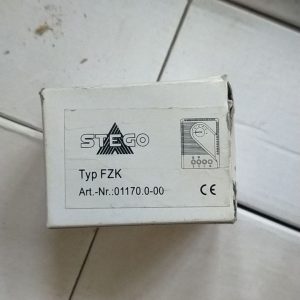 STEGO
Typ FZK
Art.-Nr.:01170.0-00
CE